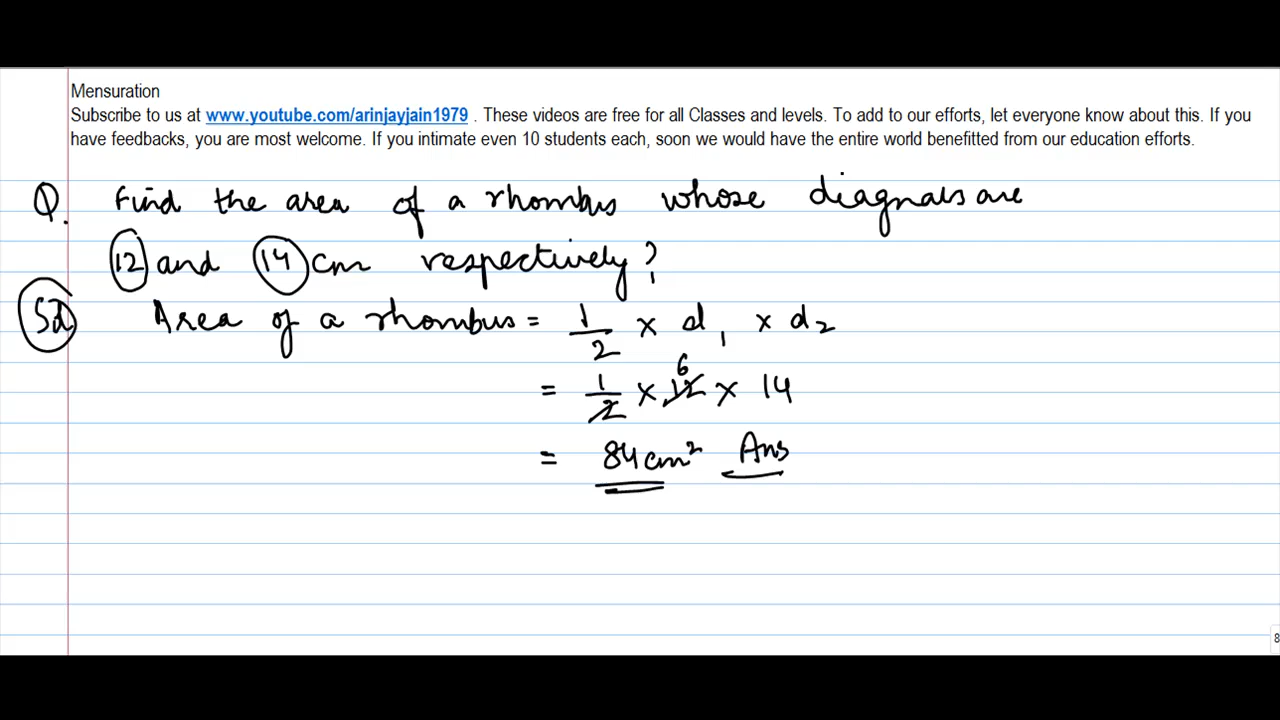 Mensuration
Subscribe to us at www.youtube.com/arinjayjain1979 . These videos are free for all Classes and levels. To add to our efforts, let everyone know about this. If you
have feedbacks, you are most welcome. If you intimate even 10 students each, soon we would have the entire world benefitted from our education efforts.
Q. Find the area of a rhombus whose diagnals are
12 and 14 cm respectively?
Sol Area of a rhombus = 1/2 x d1 x d2
= 1/2 x 12 6 x 14
= 84 cm² Ans
8